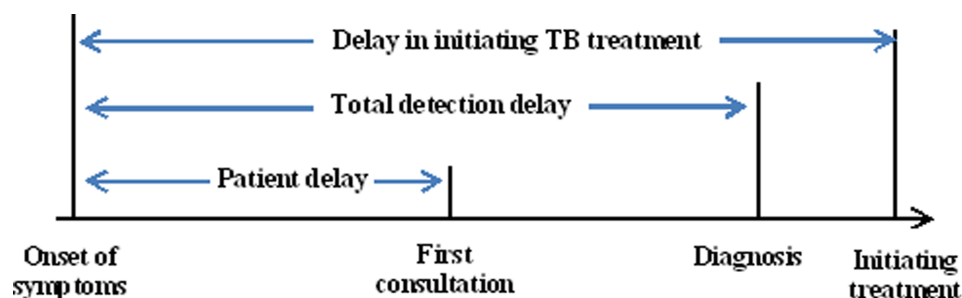 Delay in initiating TB treatment
Total detection delay
Patient delay
Onset of
symptoms
First
consultation
Diagnosis
Initiating
treatment